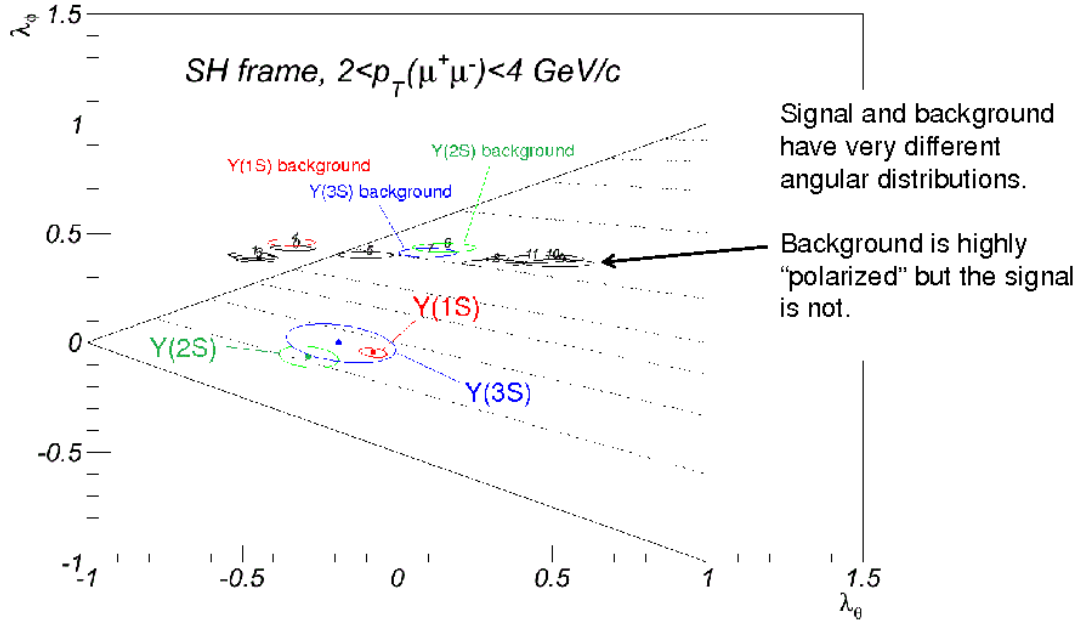 λφ
1.5
SH frame, 2<pT(μ+μ-)<4 GeV/c
Signal and background
have very different
angular distributions.
1
Υ(1S) background
Υ(2S) background
Υ(3S) background
0.5
11
10
Background is highly
“polarized” but the signal
is not.
Υ(1S)
0
Υ(2S)
Υ(3S)
-0.5
-1
-1
-0.5
0
0.5
1
1.5
λθ